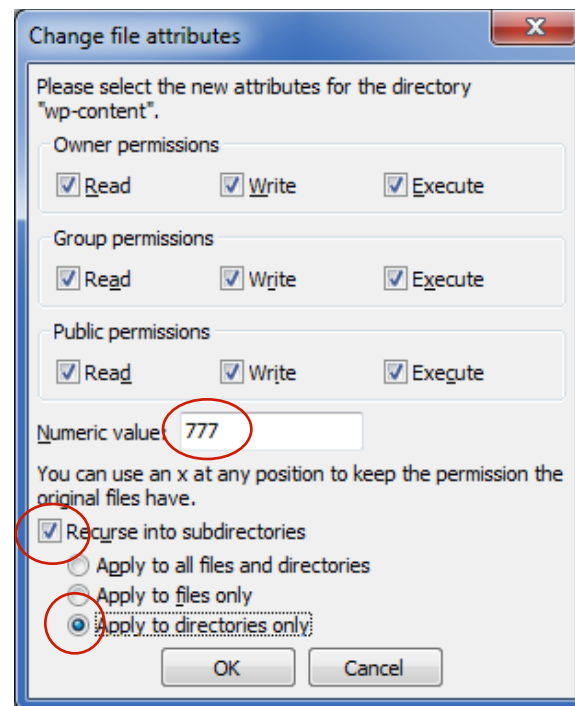 Change file attributes
Please select the new attributes for the directory
"wp-content".
Owner permissions
Read Write Execute
Group permissions
Read Write Execute
Public permissions
Read Write Execute
Numeric value: 777
You can use an x at any position to keep the permission the
original files have.
Recurse into subdirectories
Apply to all files and directories
Apply to files only
Apply to directories only
OK Cancel